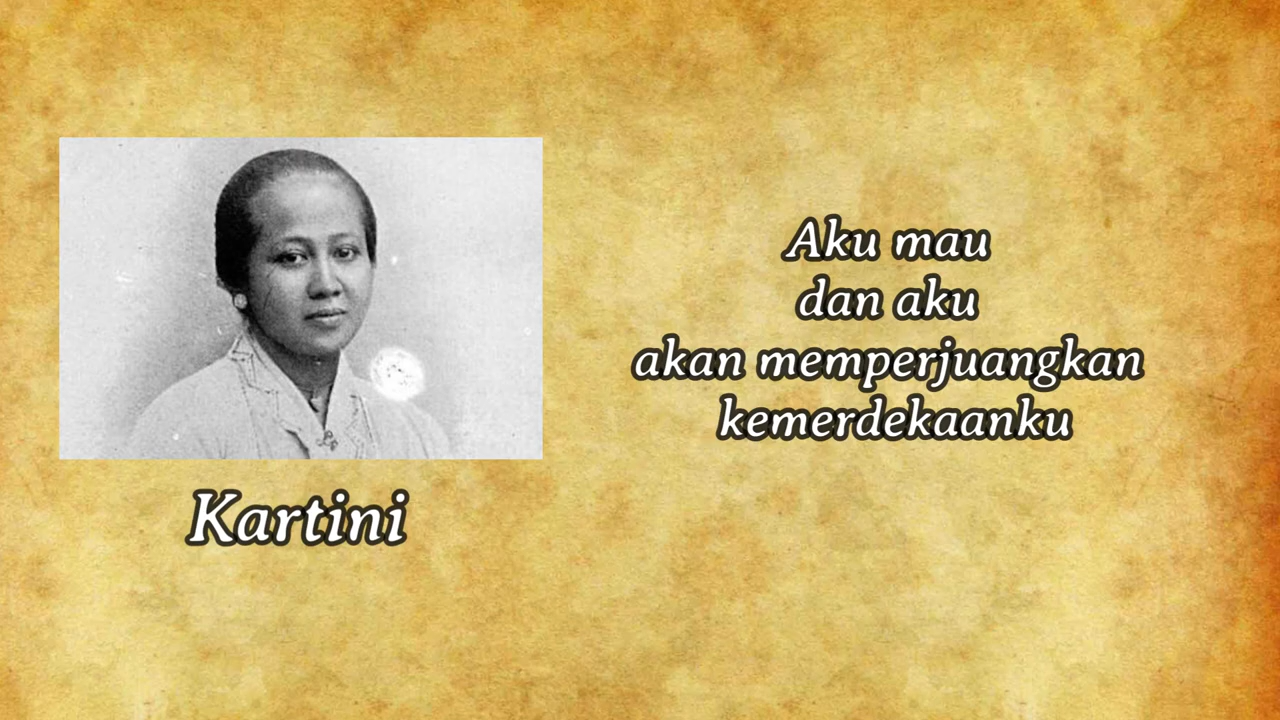 Aku mau
dan aku
akan memperjuangkan
kemerdekaanku
Kartini